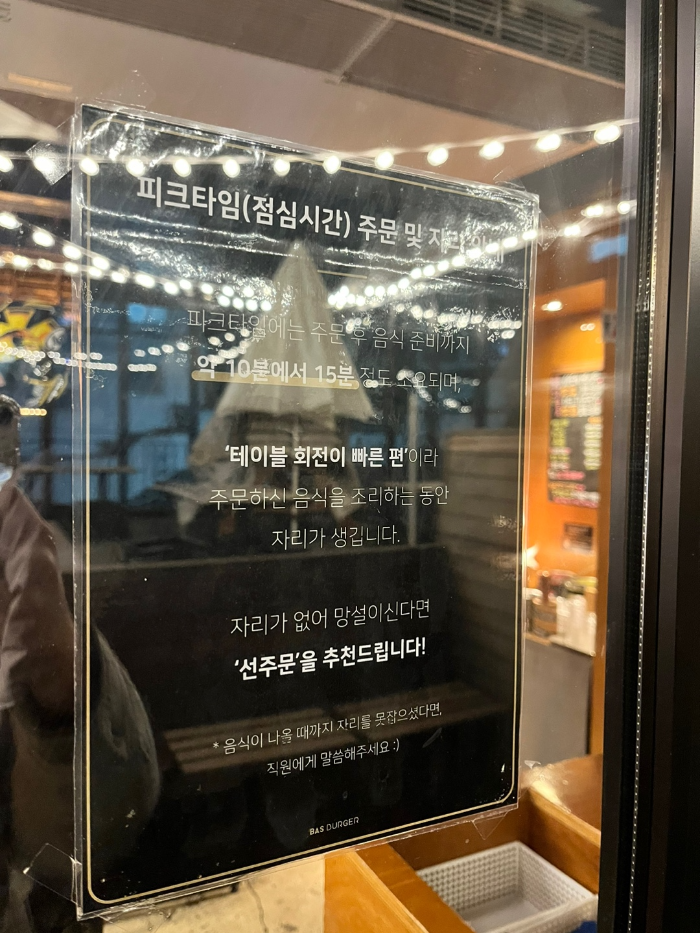 피크타임(점심시간) 주문 및 자리 안내
피크타임에는 주문 후 음식 준비까지
약 10분에서 15분 정도 소요되며,
'테이블 회전이 빠른 편'이라
주문하신 음식을 조리하는 동안
자리가 생깁니다.
자리가 없어 망설이신다면
'선주문'을 추천드립니다!
* 음식이 나올 때까지 자리를 못잡으셨다면,
직원에게 말씀해주세요 :)
BAS BURGER